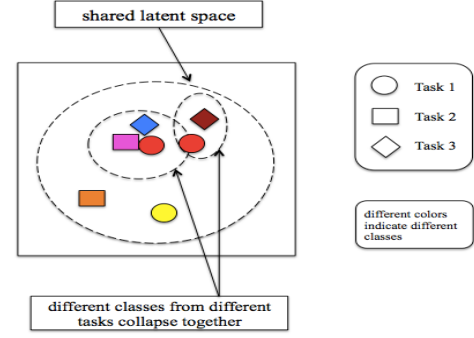 shared latent space
Task 1
Task 2
Task 3
different colors
indicate different
classes
different classes from different
tasks collapse together